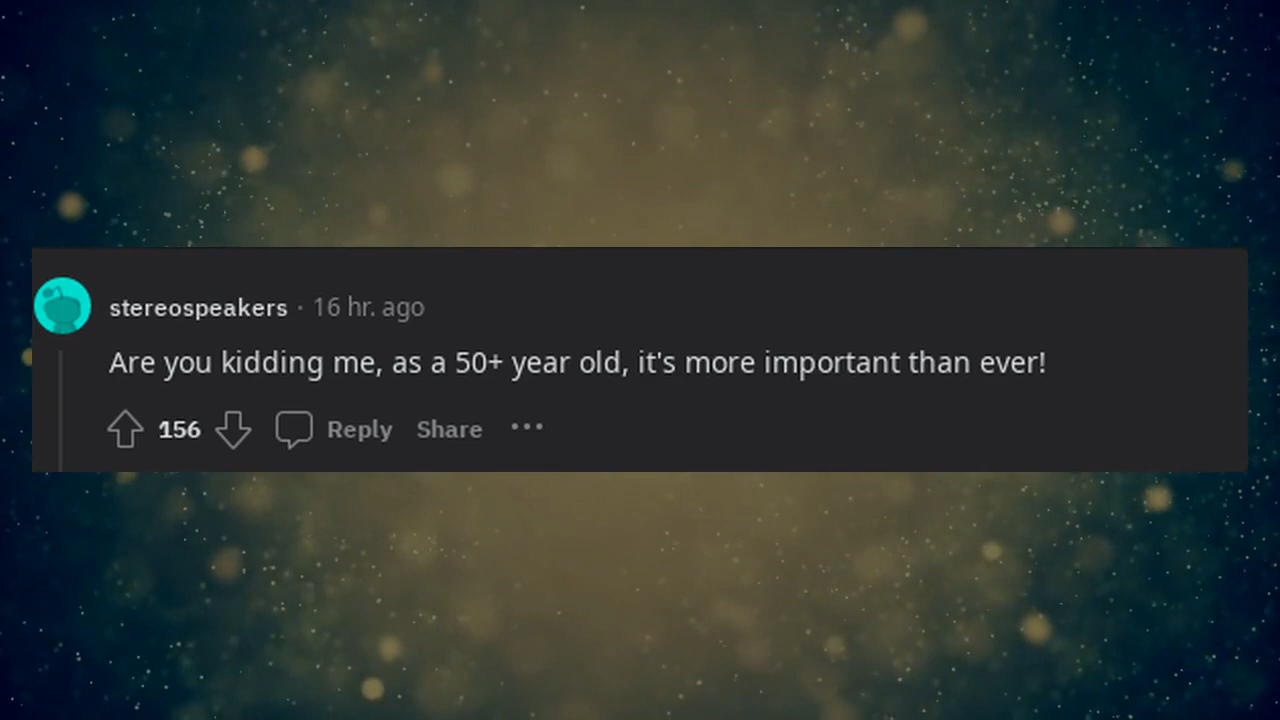 stereospeakers · 16 hr. ago
Are you kidding me, as a 50+ year old, it's more important than ever!
156 Reply Share ...